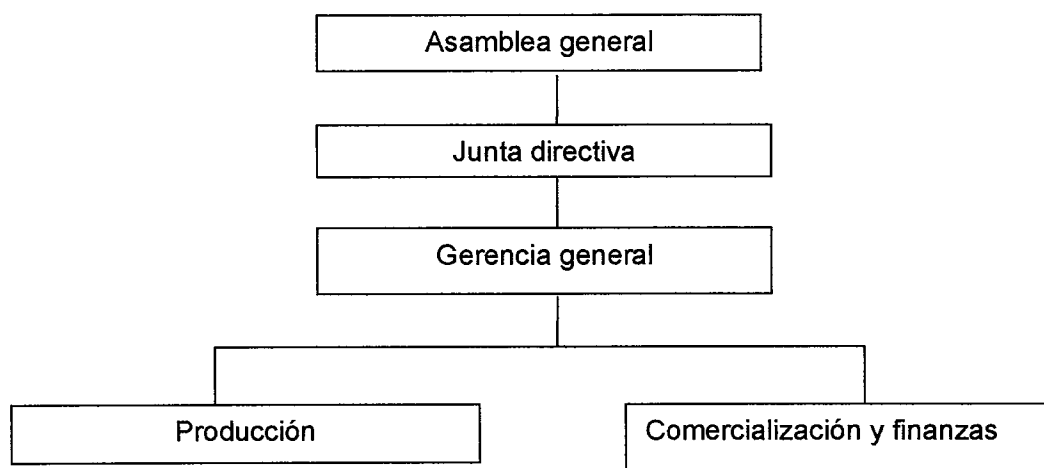 Asamblea general
Junta directiva
Gerencia general
Producción
Comercialización y finanzas